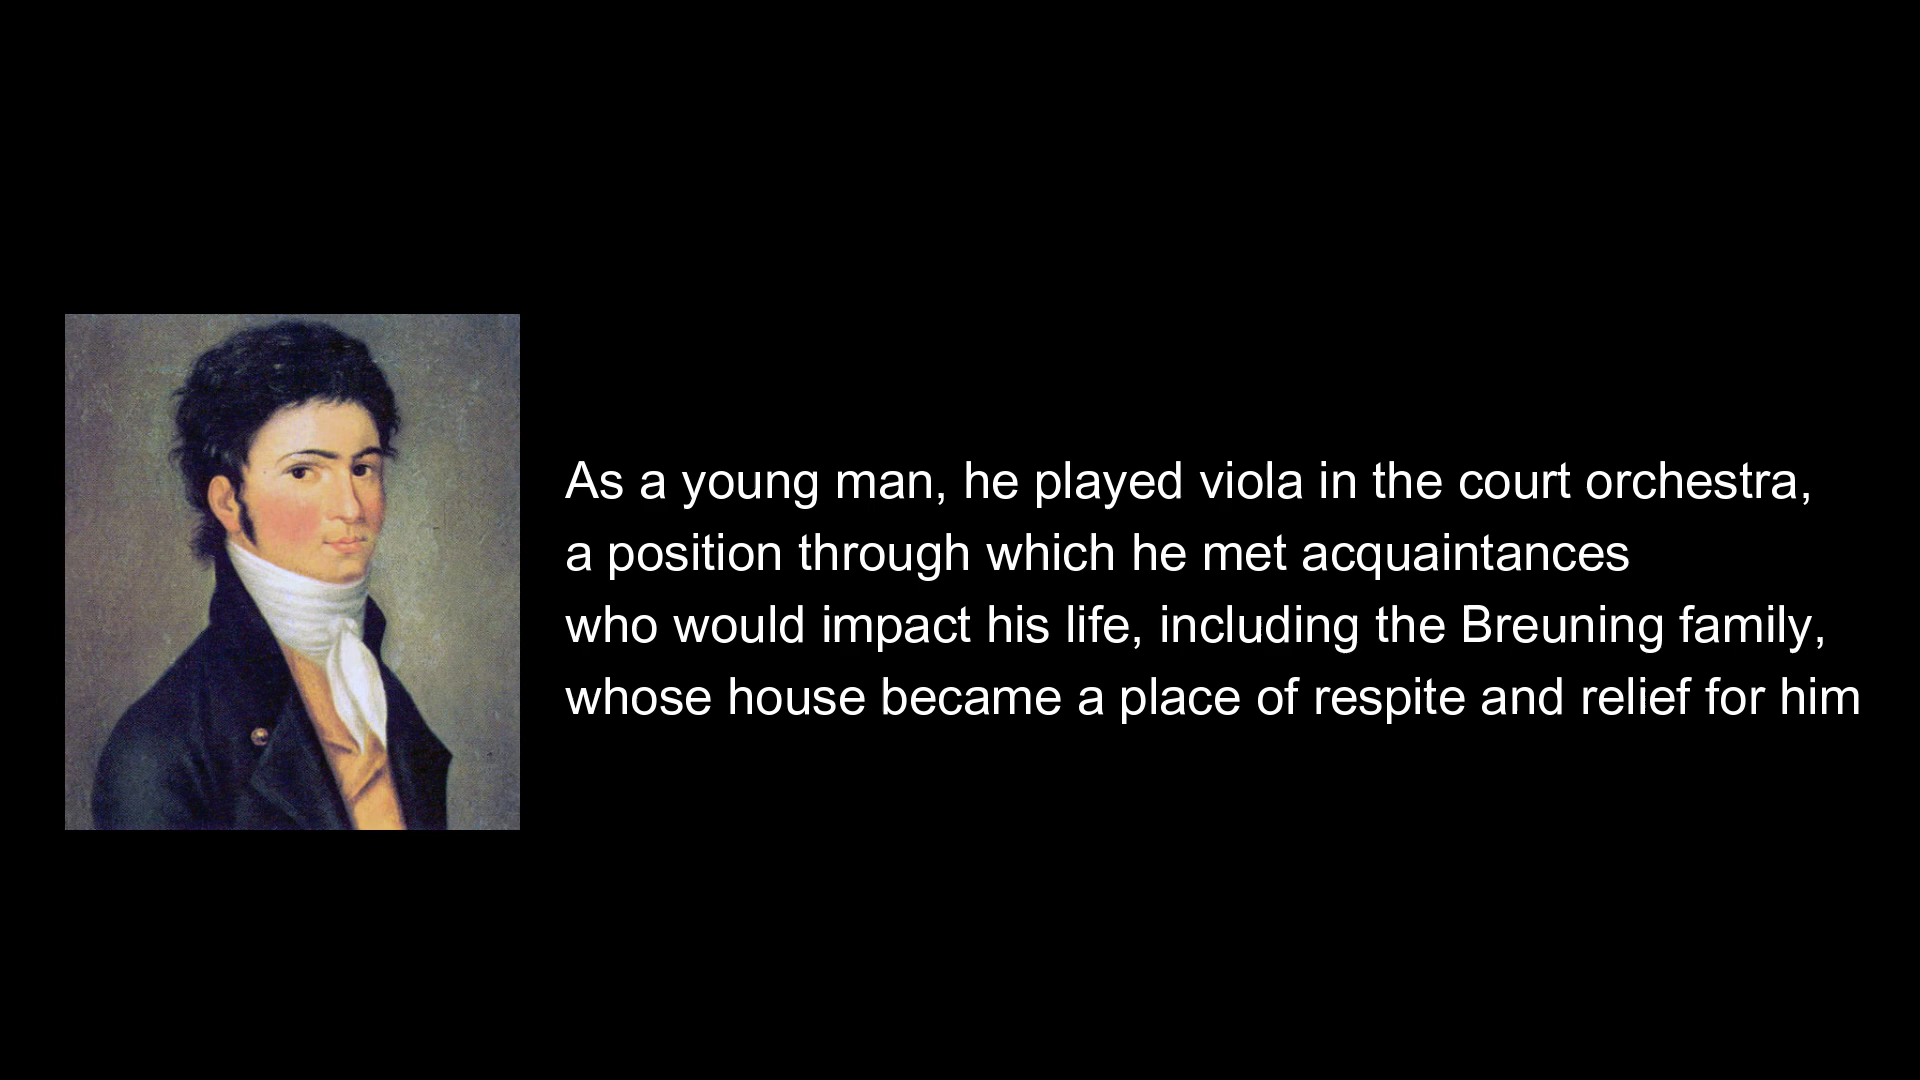 As a young man, he played viola in the court orchestra,
a position through which he met acquaintances
who would impact his life, including the Breuning family,
whose house became a place of respite and relief for him